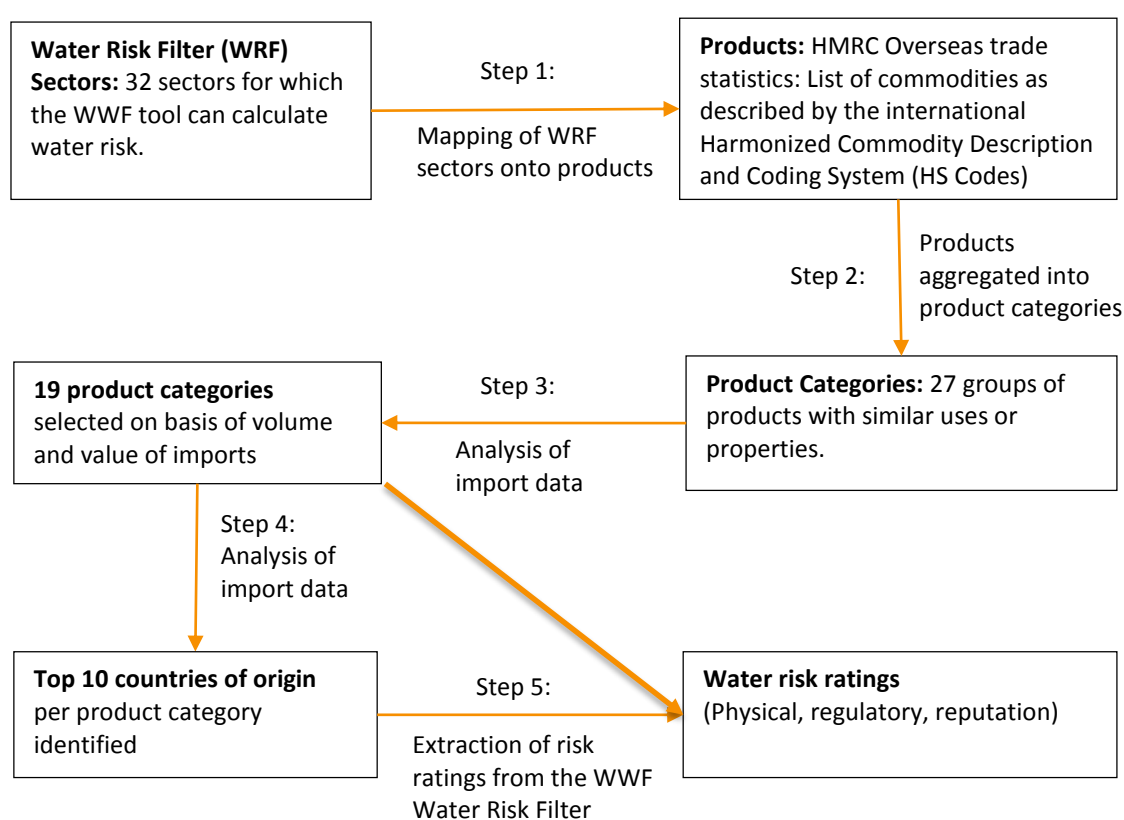 Water Risk Filter (WRF)
Sectors: 32 sectors for which
the WWF tool can calculate
water risk.
Step 1:
Mapping of WRF
sectors onto products
Products: HMRC Overseas trade
statistics: List of commodities as
described by the international
Harmonized Commodity Description
and Coding System (HS Codes)
Step 2:
Products
aggregated into
product categories
Product Categories: 27 groups of
products with similar uses or
properties.
Step 3:
Analysis of
import data
19 product categories
selected on basis of volume
and value of imports
Step 4:
Analysis of
import data
Top 10 countries of origin
per product category
identified
Step 5:
Extraction of risk
ratings from the WWF
Water Risk Filter
Water risk ratings
(Physical, regulatory, reputation)